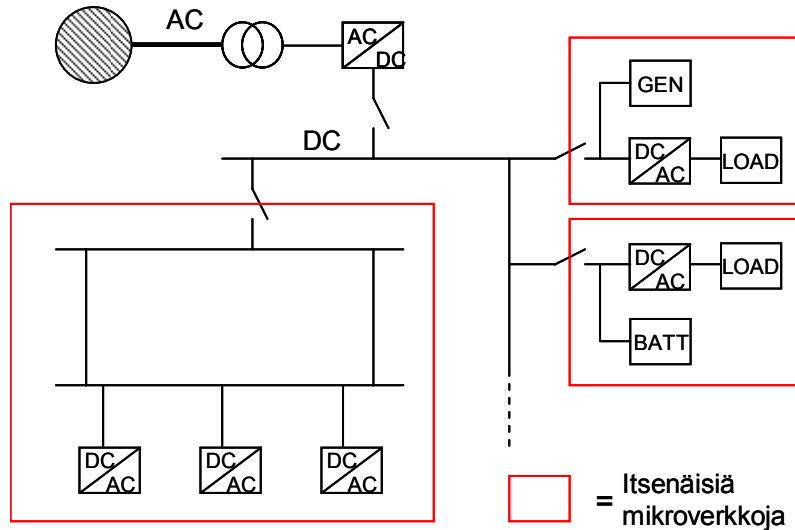 AC
AC
DC
GEN
DC
DC
AC
LOAD
DC
AC
LOAD
BATT
DC
AC
DC
AC
DC
AC
= Itsenäisiä
mikroverkkoja